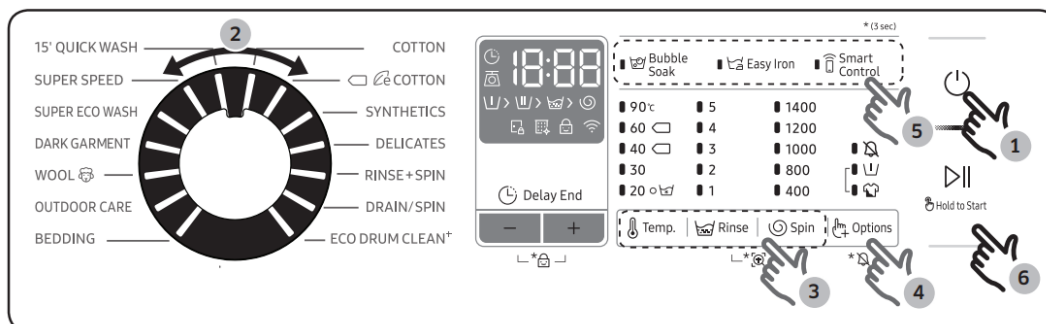 * (3 sec)
2
15' QUICK WASH
SUPER SPEED
SUPER ECO WASH
DARK GARMENT
WOOL
OUTDOOR CARE
BEDDING
COTTON
COTTON
SYNTHETICS
DELICATES
RINSE+SPIN
DRAIN/SPIN
ECO DRUM CLEAN+
18:88
Delay End
− +
*
Bubble Soak
Easy Iron
Smart Control
90℃ 5 1400
60 4 1200
40 3 1000
30 2 800
20 1 400
Temp. Rinse Spin Options
* *
5
1
Hold to Start
3
4
6